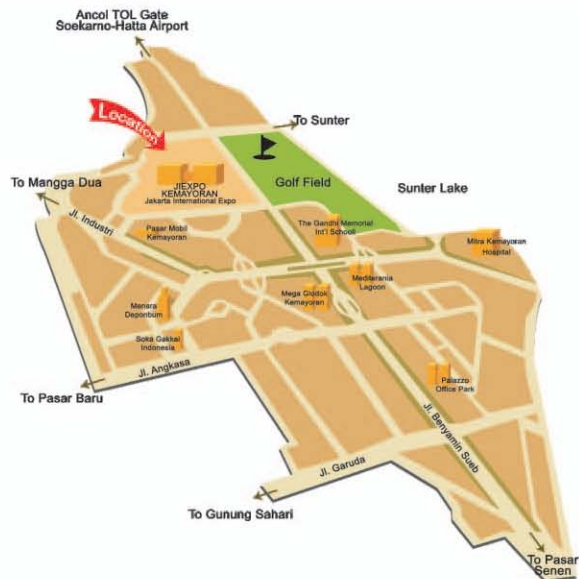 Ancol TOL Gate
Soekarno-Hatta Airport
Location
To Sunter
JIEXPO
KEMAYORAN
Jakarta International Expo
Golf Field
To Mangga Dua
Sunter Lake
Jl. Industri
Pasar Mobil
Kemayoran
The Gandhi Memorial
Int'l Schooll
Mitra Kemayoran
Hospital
Mediterania
Lagoon
Mega Glodok
Kemayoran
Menara
Deponbum
Soka Gakkai
Indonesia
Jl. Angkasa
To Pasar Baru
Palazzo
Office Park
Jl. Benyamin Sueb
Jl. Garuda
To Gunung Sahari
To Pasar
Senen